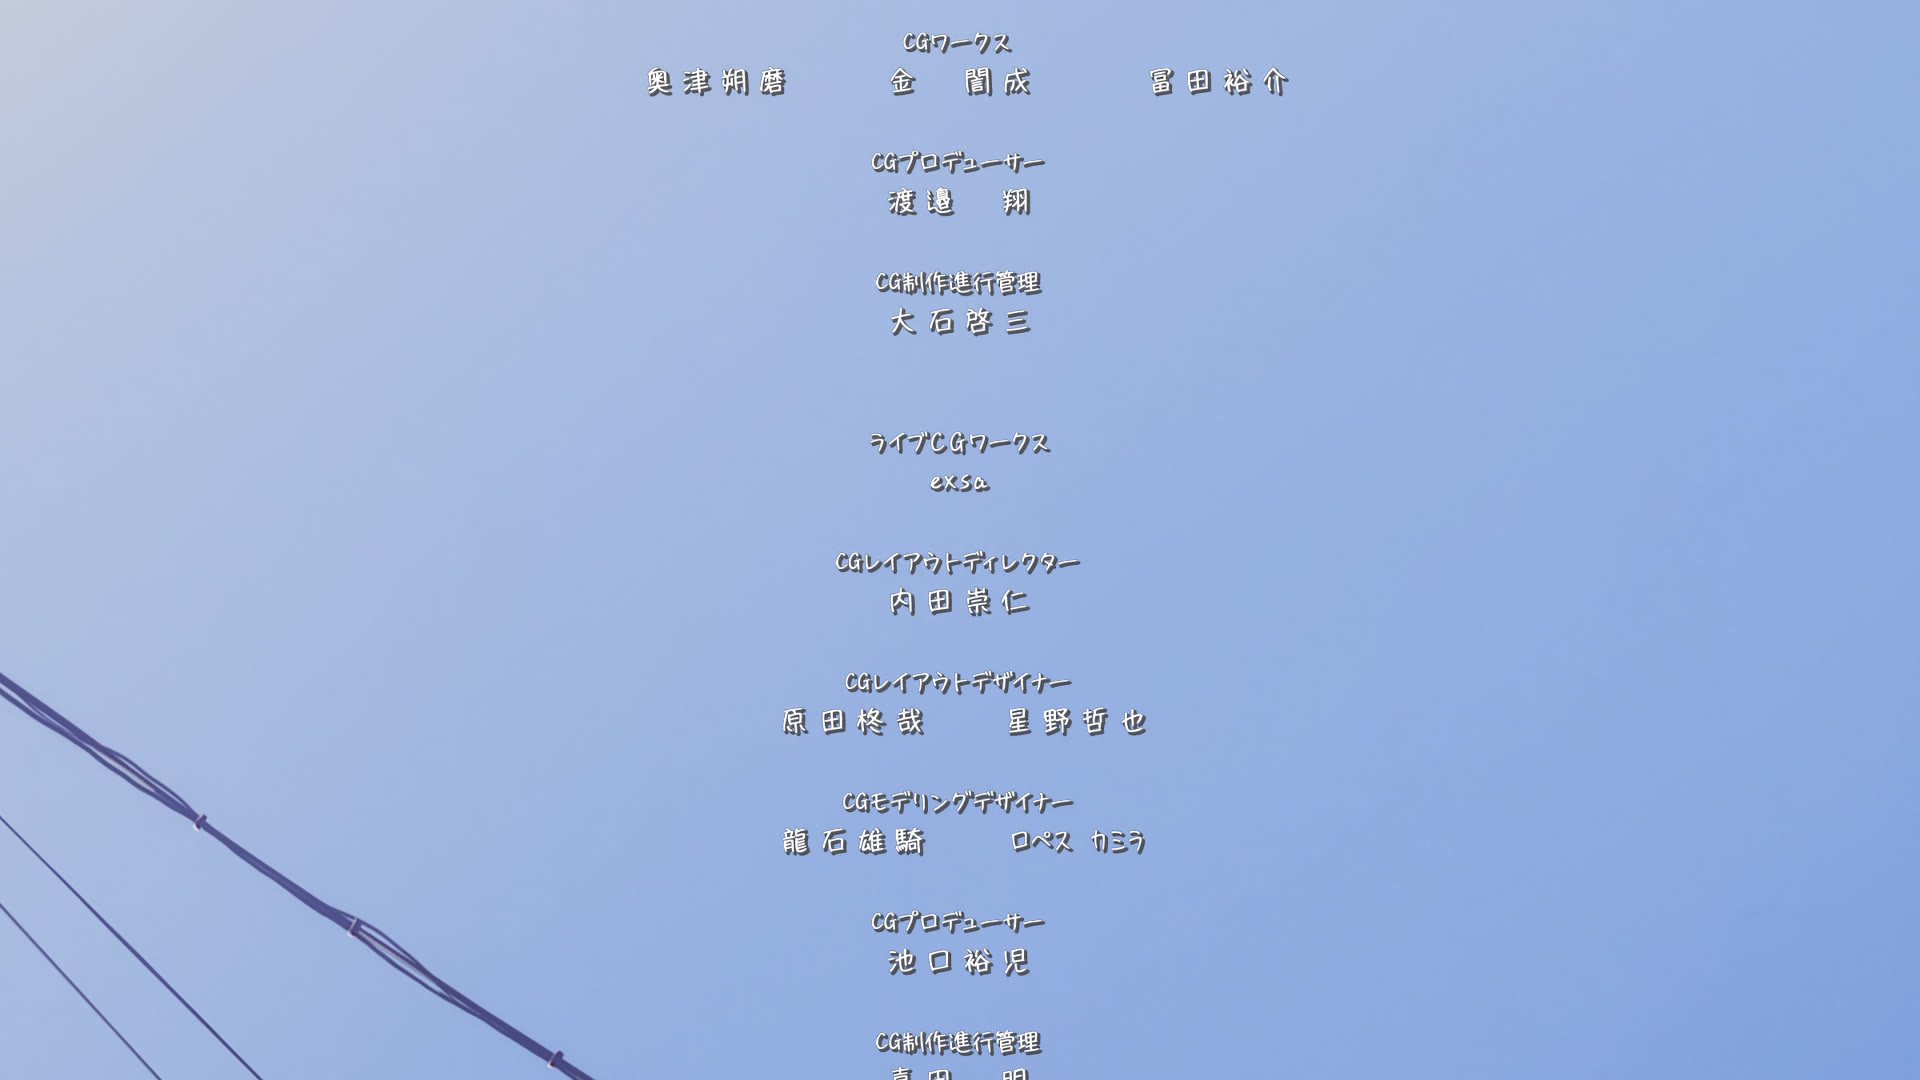 CGワークス
奥津朔磨 金 誾成 冨田裕介
CGプロデューサー
渡邉 翔
CG制作進行管理
大石啓三
ライブCGワークス
exsa
CGレイアウトディレクター
内田崇仁
CGレイアウトデザイナー
原田柊哉 星野哲也
CGモデリングデザイナー
龍石雄騎 ロペス カミラ
CGプロデューサー
池口裕児
CG制作進行管理